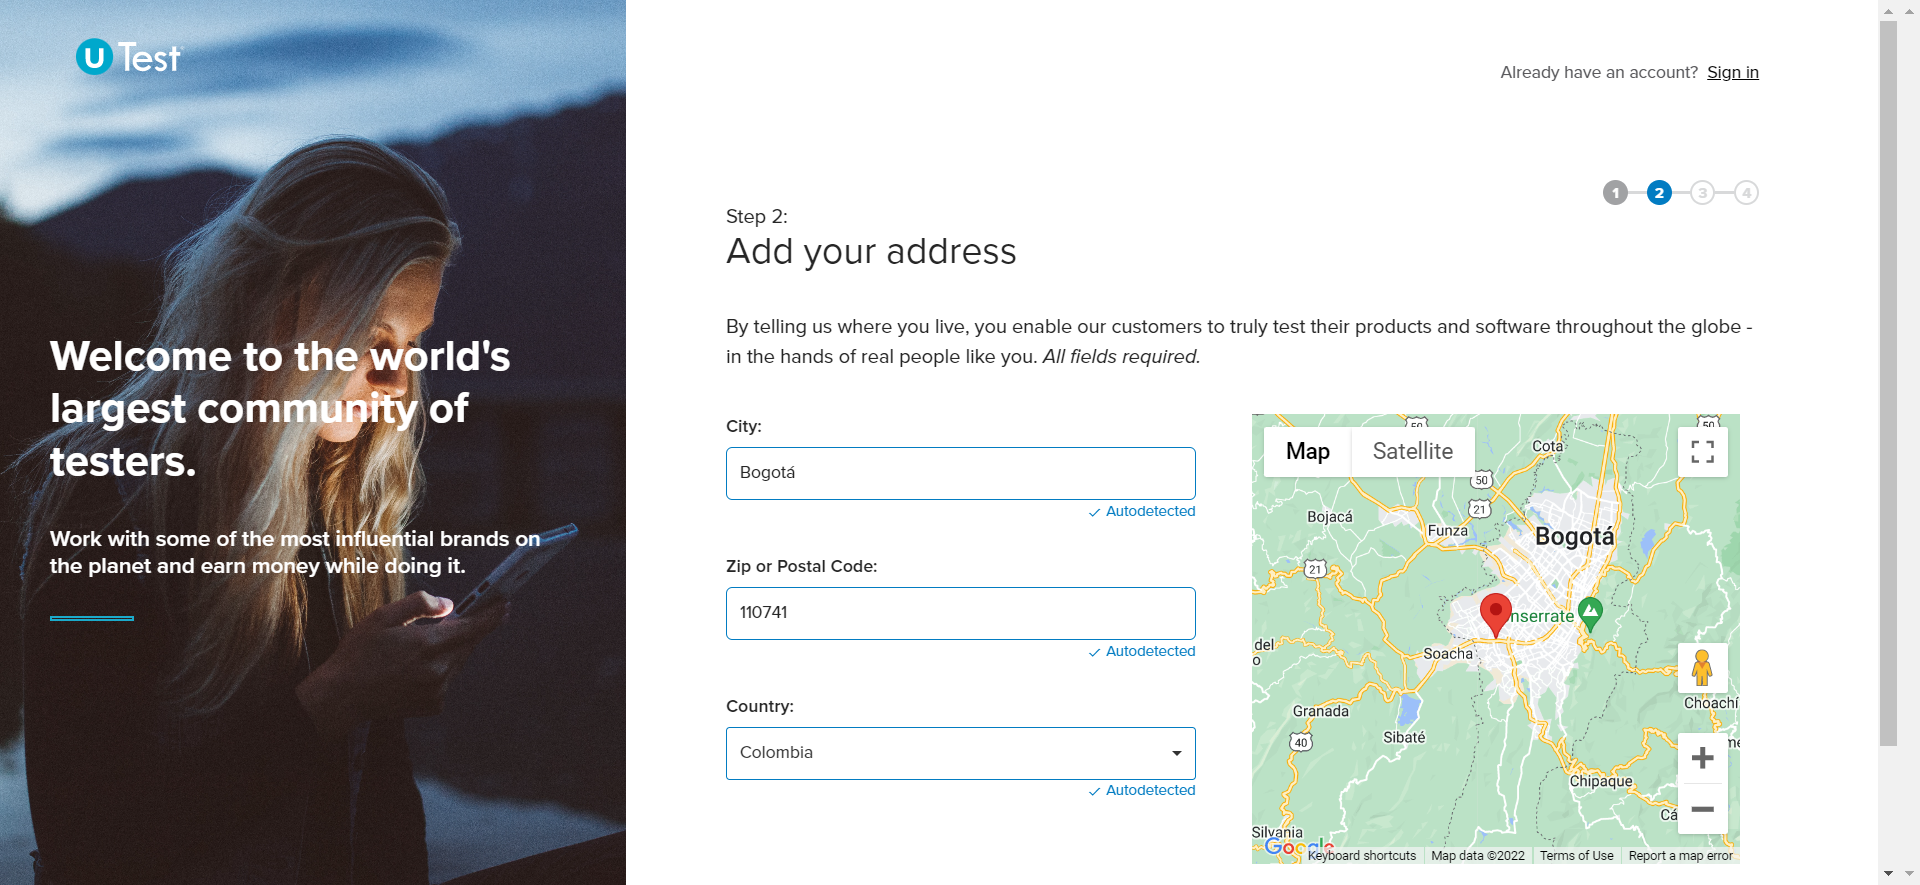 U Test
Already have an account? Sign in
1 2 3 4
Step 2:
Add your address
Welcome to the world's
largest community of
testers.
Work with some of the most influential brands on
the planet and earn money while doing it.
By telling us where you live, you enable our customers to truly test their products and software throughout the globe -
in the hands of real people like you. All fields required.
City:
Bogotá
Autodetected
Zip or Postal Code:
110741
Autodetected
Country:
Colombia
Autodetected
Map Satellite
50
50
Cota
50
21
Bojacá
Funza
Bogotá
21
nserrate
del
o
Soacha
Choachí
Granada
Sibaté
40
me
Chipaque
Cá
Silvania
Google
Keyboard shortcuts Map data ©2022 Terms of Use Report a map error